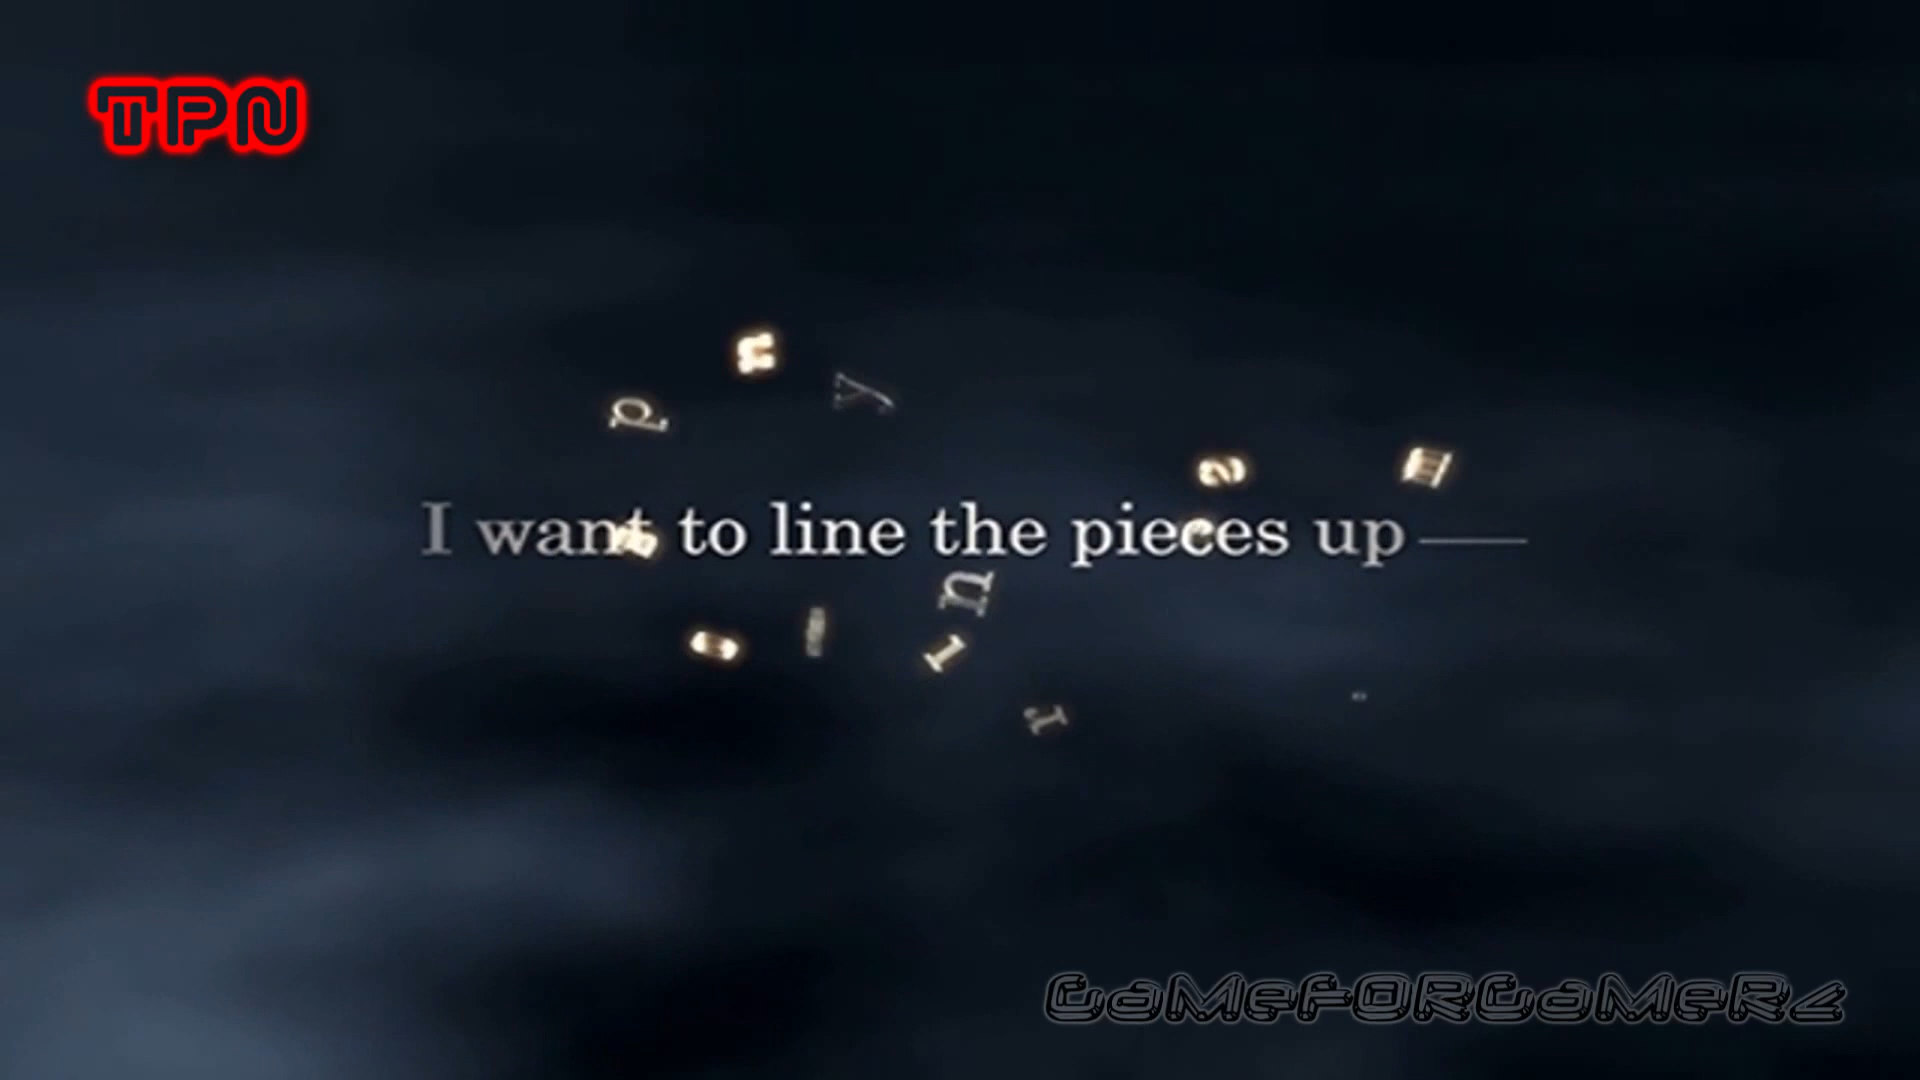 TPN
I want to line the pieces up——
GaMeFORGaMeRz